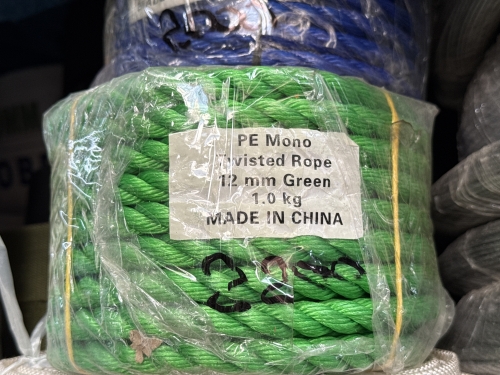 PE Mono
Twisted Rope
12 mm Green
1.0 kg
MADE IN CHINA